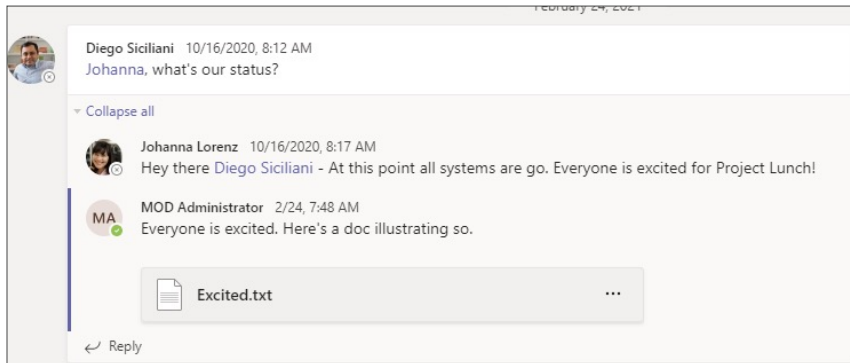 February 24, 2021
Diego Siciliani 10/16/2020, 8:12 AM
Johanna, what's our status?
Collapse all
Johanna Lorenz 10/16/2020, 8:17 AM
Hey there Diego Siciliani - At this point all systems are go. Everyone is excited for Project Lunch!
MA
MOD Administrator 2/24, 7:48 AM
Everyone is excited. Here's a doc illustrating so.
Excited.txt
Reply